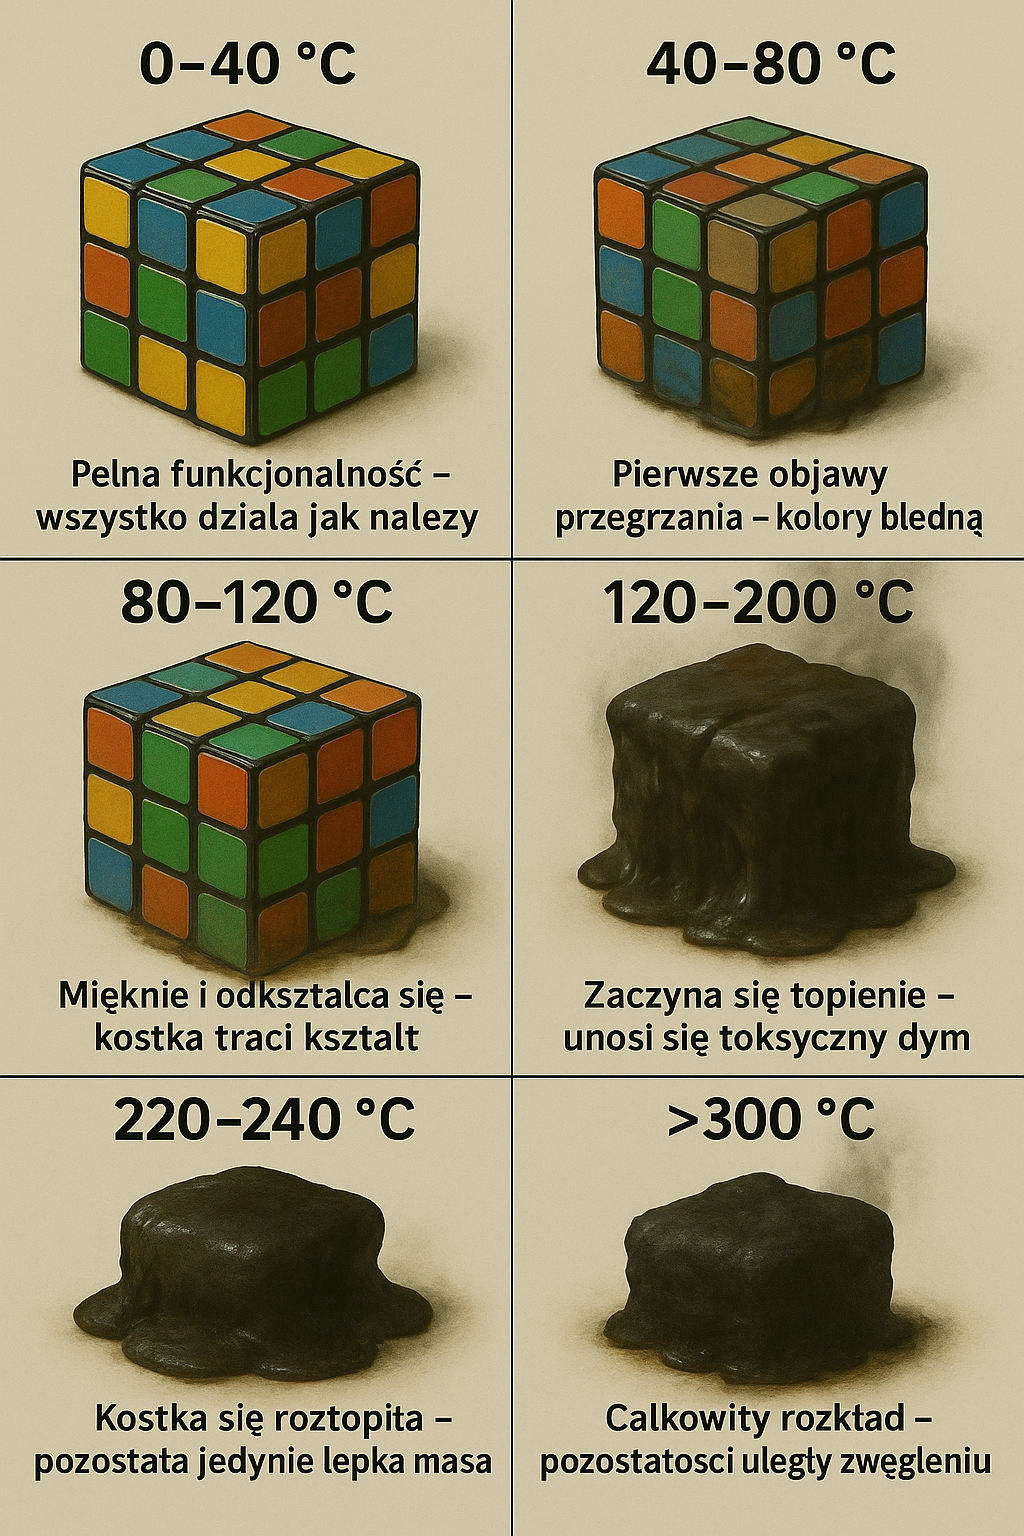 0–40 °C
Pelna funkcjonalność –
wszystko dziala jak nalezy
40–80 °C
Pierwsze objawy
przegrzania – kolory bledną
80–120 °C
Mięknie i odksztalca się –
kostka traci ksztalt
120–200 °C
Zaczyna się topienie –
unosi się toksyczny dym
220–240 °C
Kostka się roztopita –
pozostata jedynie lepka masa
>300 °C
Calkowity rozktad –
pozostatosci ulegty zwęgleniu